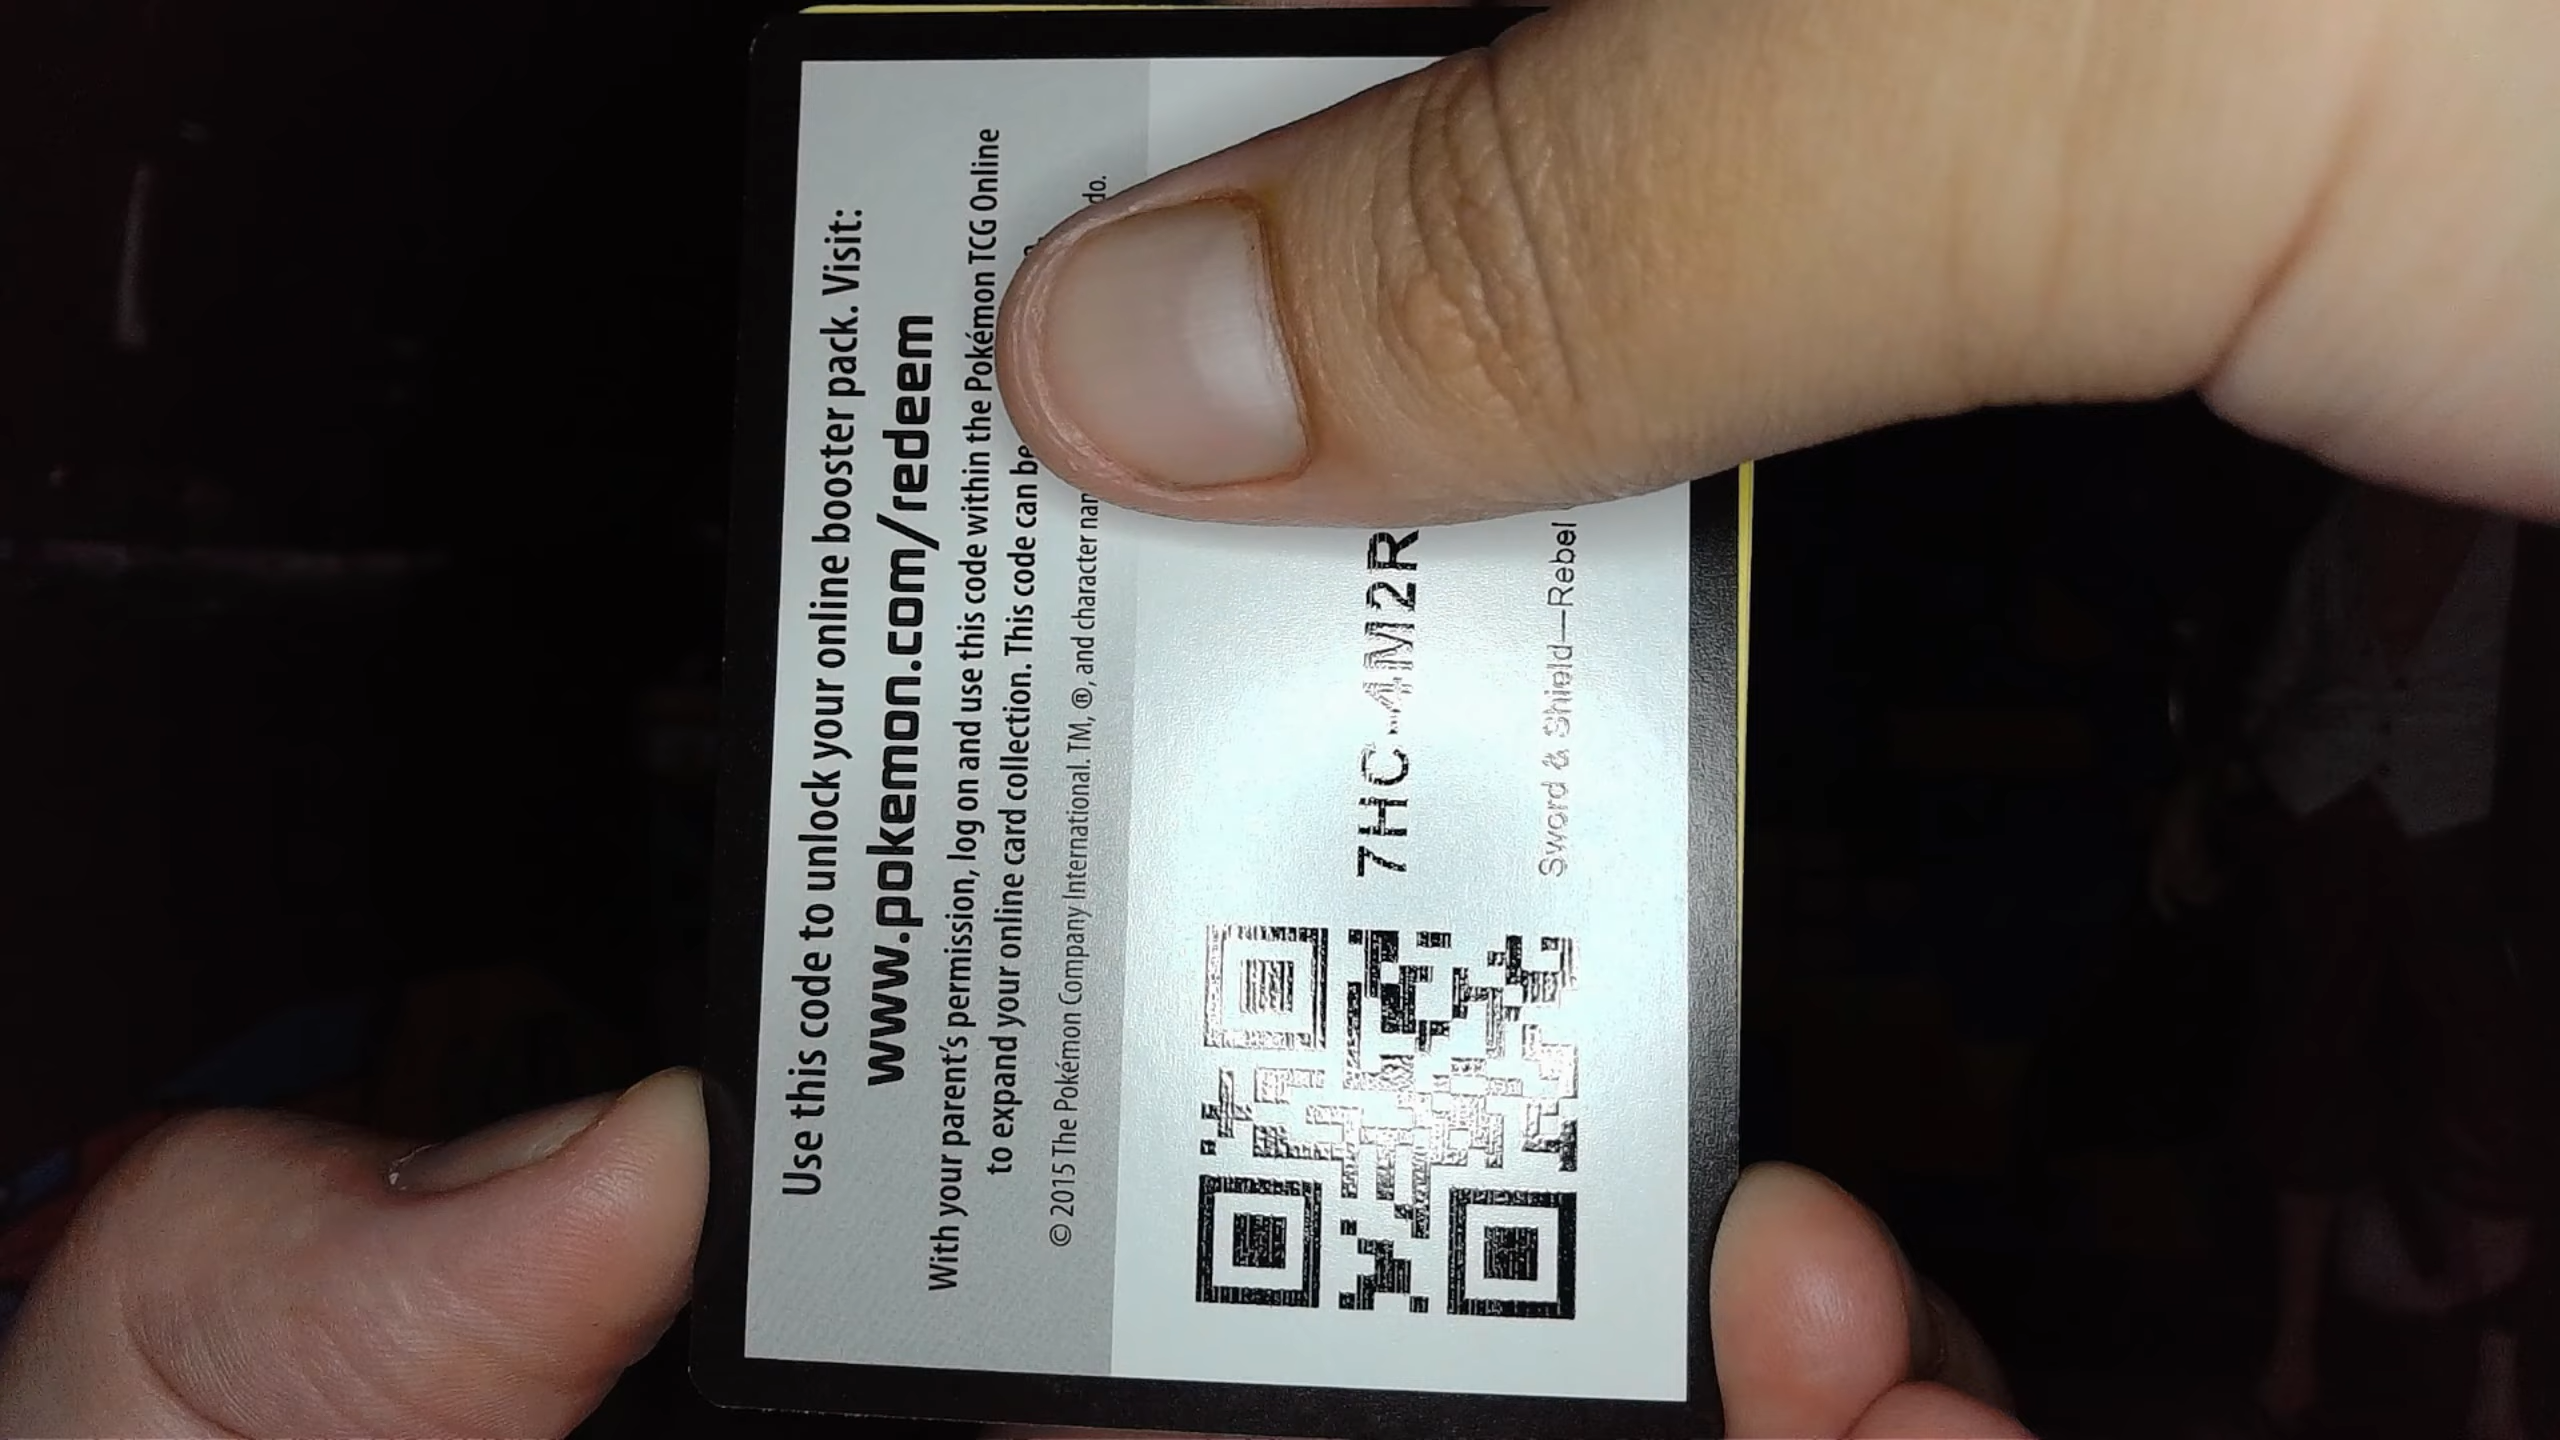 Use this code to unlock your online booster pack. Visit:
www.pokemon.com/redeem
With your parent's permission, log on and use this code within the Pokémon TCG Online
to expand your online card collection. This code can be
© 2015 The Pokémon Company International. TM, ®, and character
7HC-4M2R
Sword & Shield—Rebel